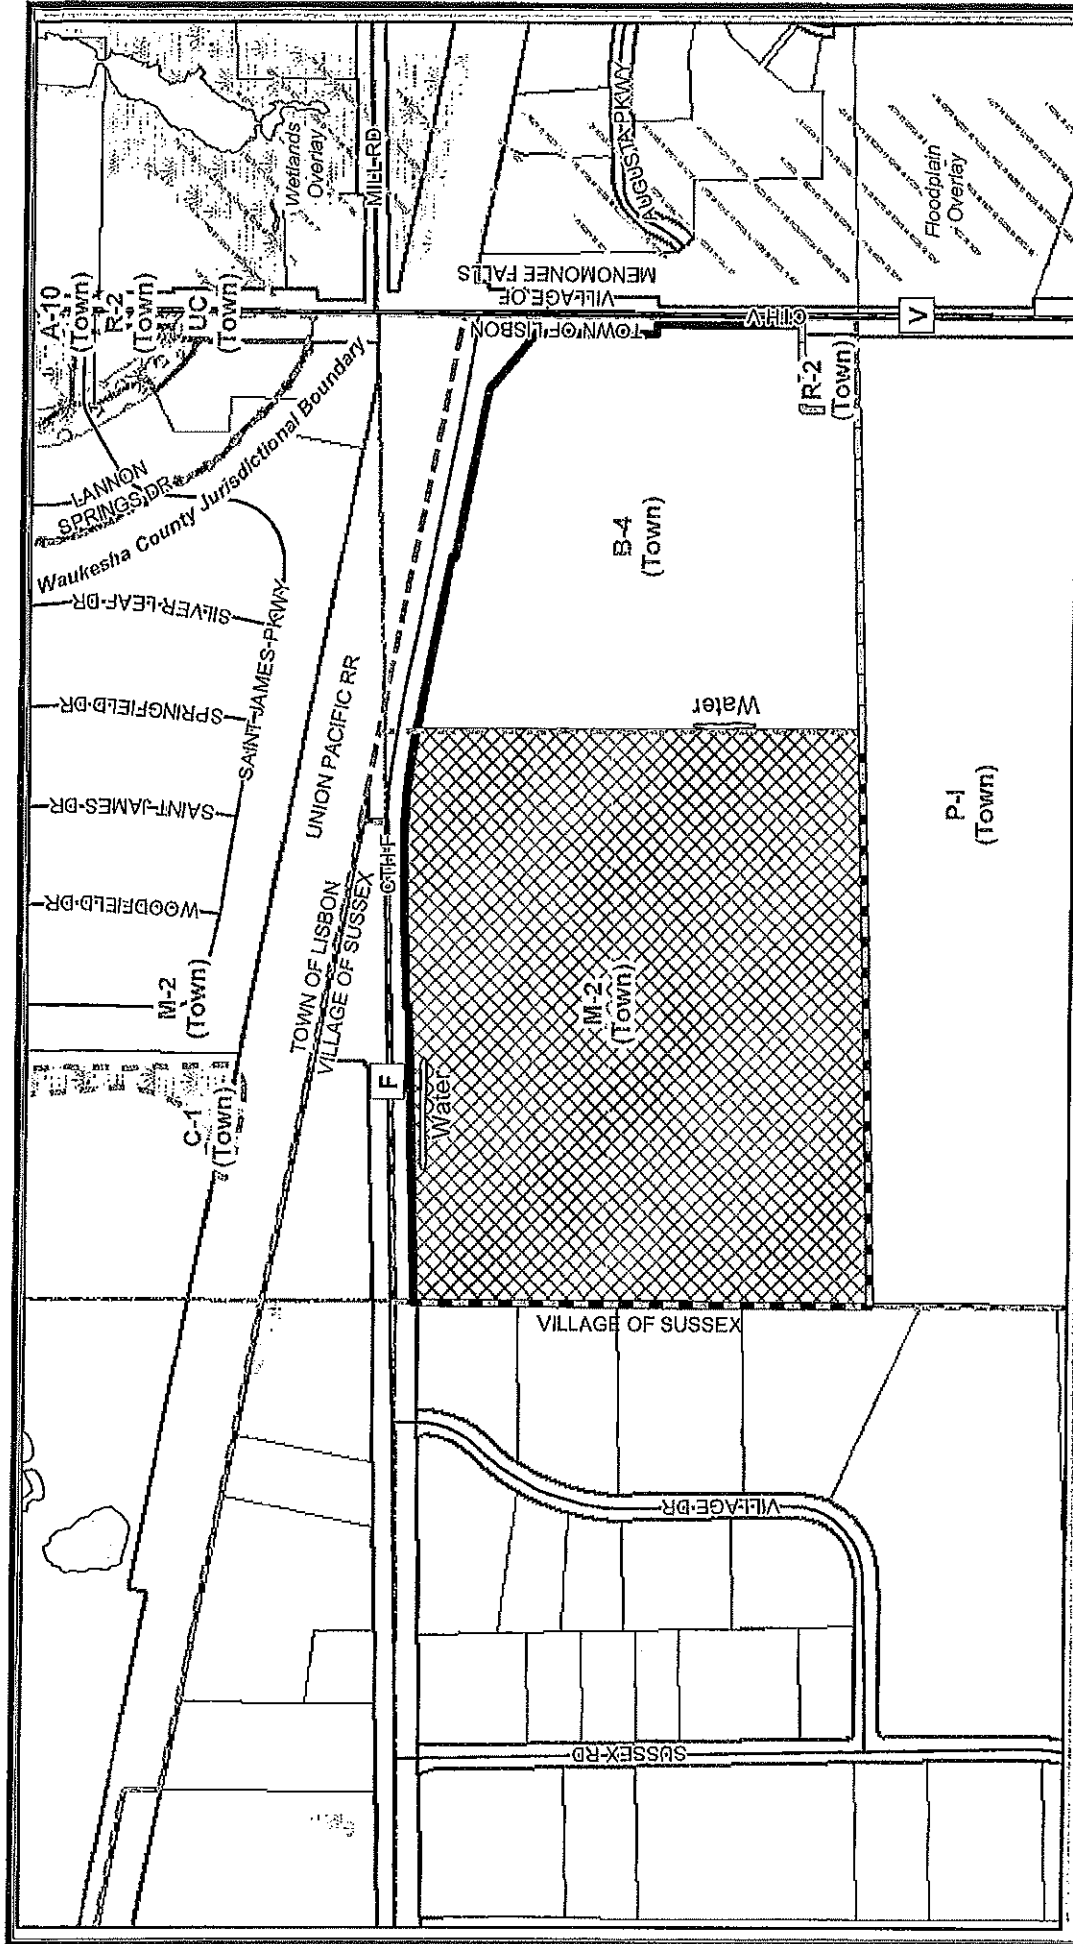 A-10
(Town)
R-2
(Town)
UC
(Town)
Wetlands
Overlay
MILL-RD
LANNON
SPRINGS DR
Waukesha County Jurisdictional Boundary
SILVER-LEAF-DR
SPRINGFIELD-DR
SAINT-JAMES-DR
WOODFIELD-DR
SAINT-JAMES-PKWY
UNION PACIFIC RR
M-2
(Town)
C-1
(Town)
TOWN OF LISBON
VILLAGE OF SUSSEX
CTH-F
F
Water
M-2
(Town)
Water
B-4
(Town)
TOWN OF LISBON
VILLAGE OF
MENOMONEE FALLS
AUGUSTA PKWY
CTH-V
V
R-2
(Town)
Floodplain
Overlay
P-I
(Town)
VILLAGE OF SUSSEX
VILLAGE-DR
SUSSEX-RD